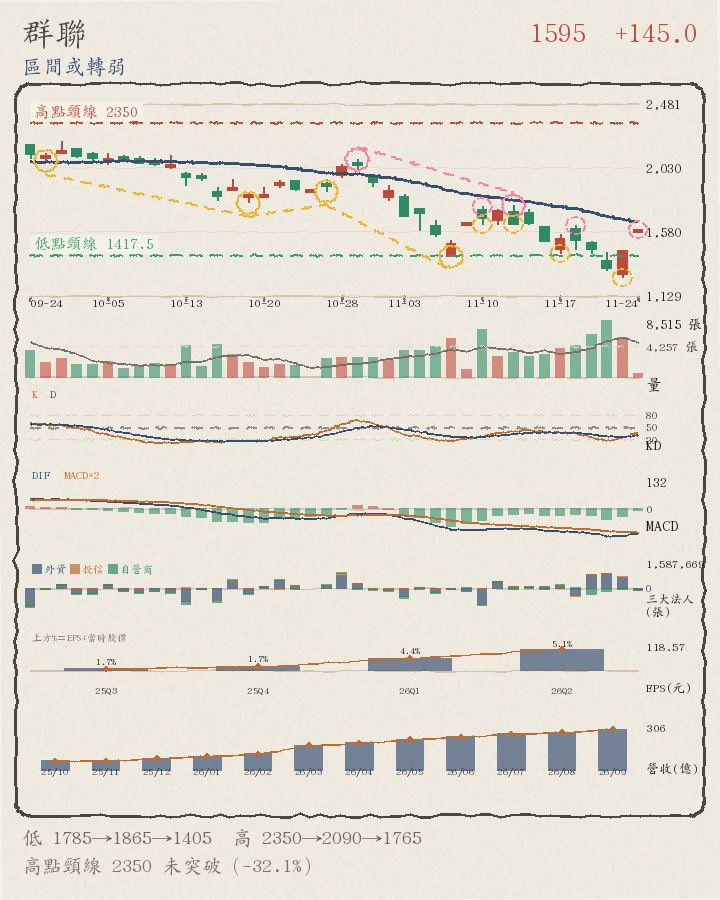 群聯
1595 +145.0
區間或轉弱
高點頸線 2350
低點頸線 1417.5
2,481
2,030
1,580
1,129
09-24 10-05 10-13 10-20 10-28 11-03 11-10 11-17 11-24
8,515 張
4,257 張
量
K D
80
50
20
KD
DIF MACD×2
132
0
MACD
外資 投信 自營商
1,587,669
0
三大法人
(張)
上方%=EPS÷當時股價
1.7% 1.7% 4.4% 5.1%
118.57
25Q3 25Q4 26Q1 26Q2
EPS(元)
306
25/10 25/11 25/12 26/01 26/02 26/03 26/04 26/05 26/06 26/07 26/08 26/09
營收(億)
低 1785→1865→1405 高 2350→2090→1765
高點頸線 2350 未突破 (-32.1%)